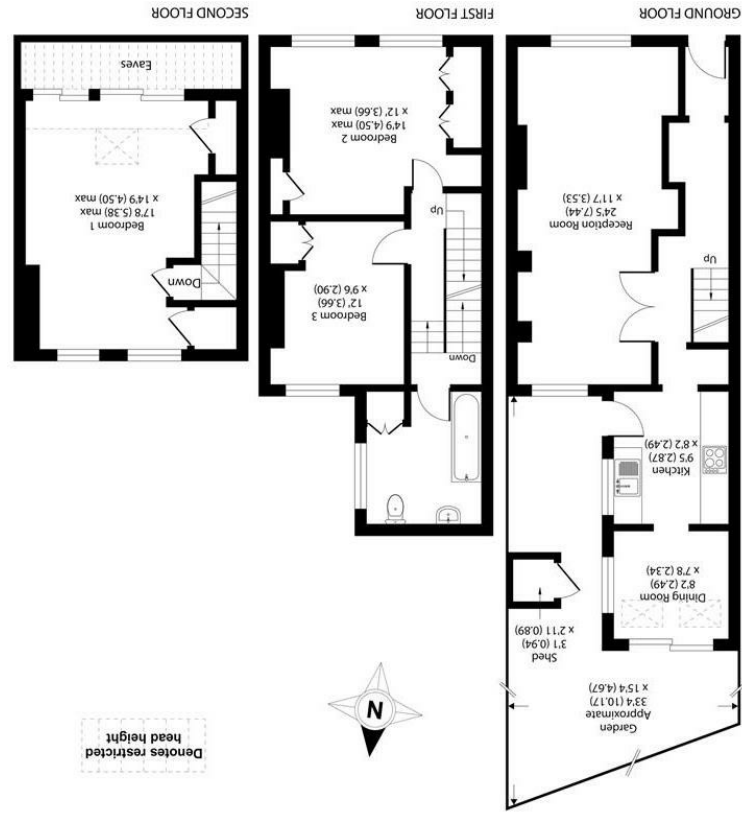 Garden
Approximate
33'4 (10.17)
x 15'4 (4.67)
Denotes restricted
head height
N
Shed
3'1 (0.94)
x 2'11 (0.89)
Dining Room
8'2 (2.49)
x 7'8 (2.34)
Kitchen
9'5 (2.87)
x 8'2 (2.49)
Up
Reception Room
24'5 (7.44)
x 11'7 (3.53)
GROUND FLOOR
Down
Bedroom 3
12' (3.66)
x 9'6 (2.90)
Up
Bedroom 2
14'9 (4.50) max
x 12' (3.66) max
FIRST FLOOR
Down
Bedroom 1
17'8 (5.38) max
x 14'9 (4.50) max
Eaves
SECOND FLOOR